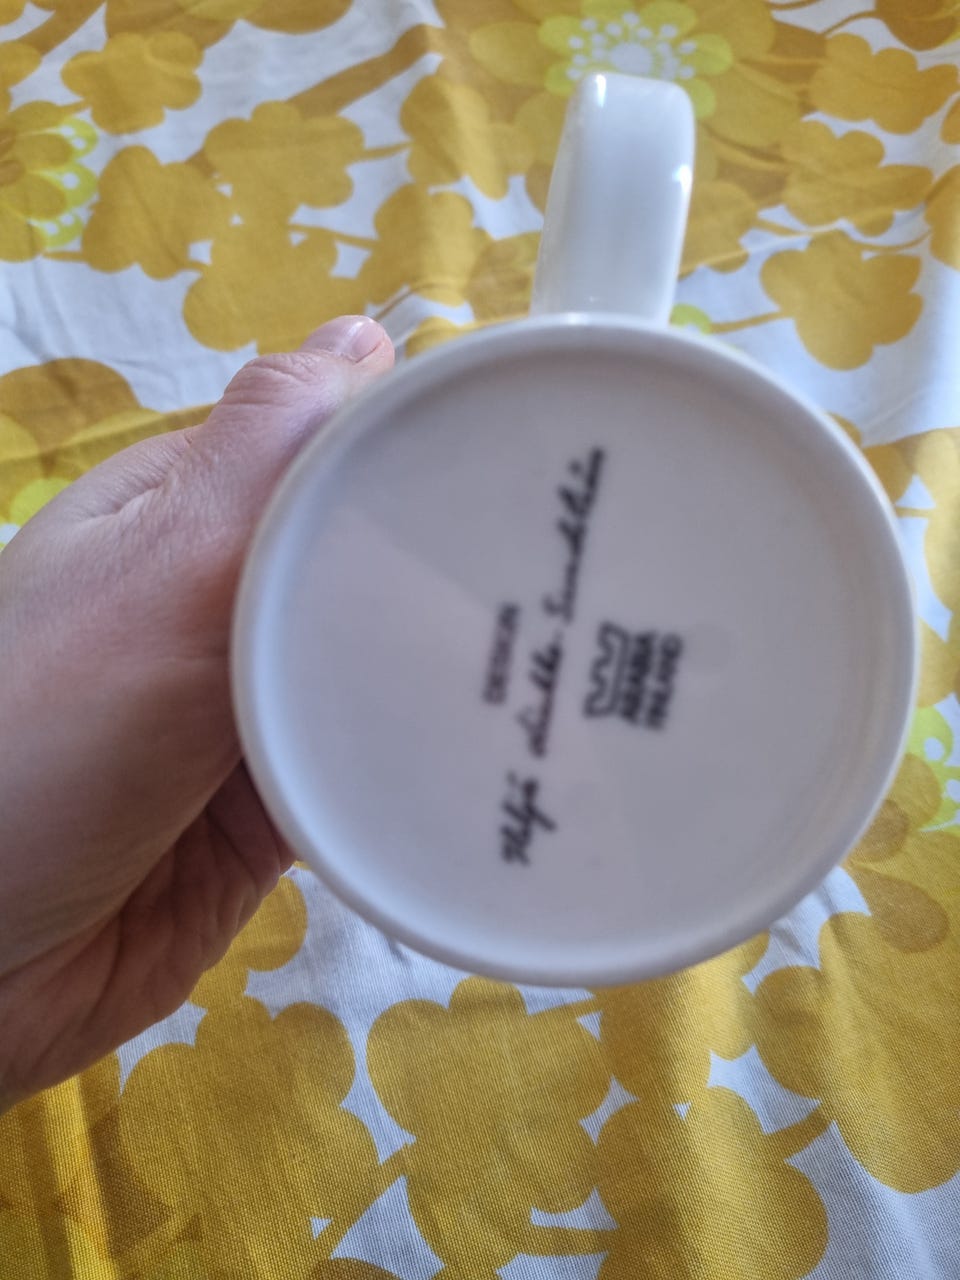 DESIGN
Heljä Liukko-Sundström
ARABIA
FINLAND